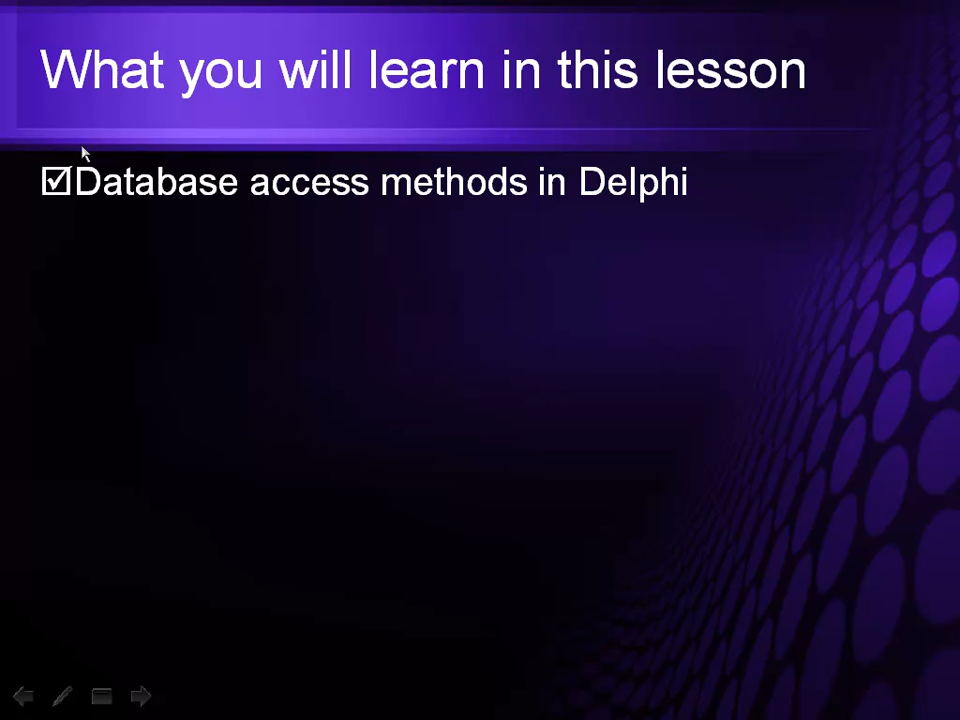 What you will learn in this lesson
☑Database access methods in Delphi